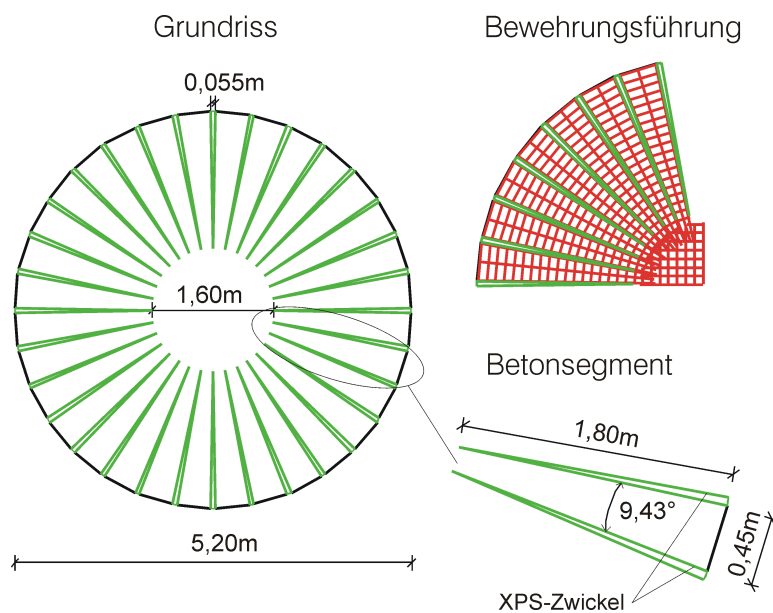 Grundriss
0,055m
1,60m
5,20m
Bewehrungsführung
Betonsegment
1,80m
9,43°
0,45m
XPS-Zwickel